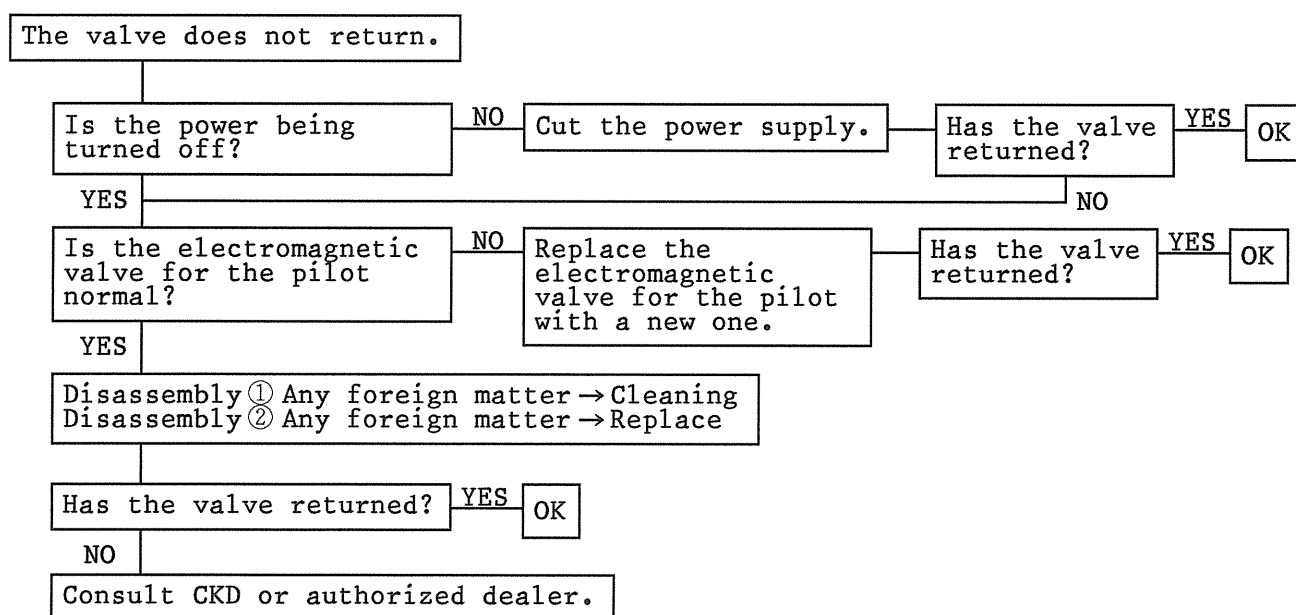 The valve does not return.
Is the power being
turned off?
NO
Cut the power supply.
Has the valve
returned?
YES
OK
YES
NO
Is the electromagnetic
valve for the pilot
normal?
NO
Replace the
electromagnetic
valve for the pilot
with a new one.
Has the valve
returned?
YES
OK
YES
Disassembly ① Any foreign matter → Cleaning
Disassembly ② Any foreign matter → Replace
Has the valve returned?
YES
OK
NO
Consult CKD or authorized dealer.